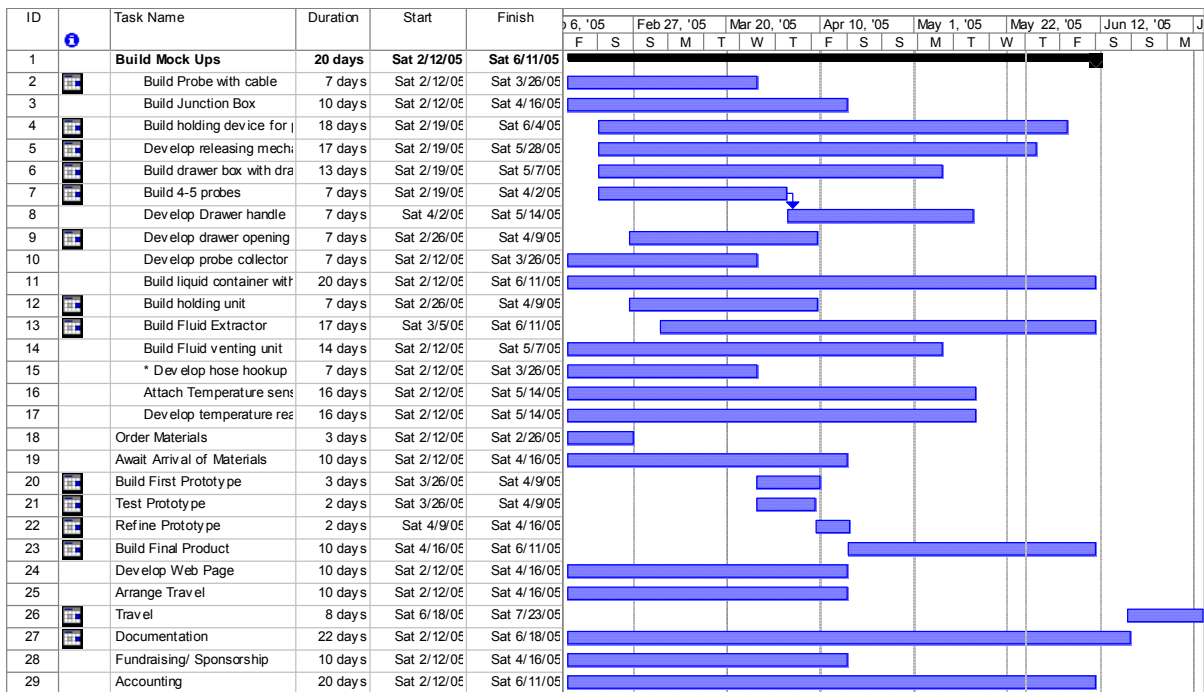 ID Task Name Duration Start Finish 6, '05 Feb 27, '05 Mar 20, '05 Apr 10, '05 May 1, '05 May 22, '05 Jun 12, '05 J
F S S M T W T F S S M T W T F S S M
1 Build Mock Ups 20 days Sat 2/12/05 Sat 6/11/05
2 Build Probe with cable 7 days Sat 2/12/05 Sat 3/26/05
3 Build Junction Box 10 days Sat 2/12/05 Sat 4/16/05
4 Build holding device for 18 days Sat 2/19/05 Sat 6/4/05
5 Develop releasing mecha 17 days Sat 2/19/05 Sat 5/28/05
6 Build drawer box with dra 13 days Sat 2/19/05 Sat 5/7/05
7 Build 4-5 probes 7 days Sat 2/19/05 Sat 4/2/05
8 Develop Drawer handle 7 days Sat 4/2/05 Sat 5/14/05
9 Develop drawer opening 7 days Sat 2/26/05 Sat 4/9/05
10 Develop probe collector 7 days Sat 2/12/05 Sat 3/26/05
11 Build liquid container with 20 days Sat 2/12/05 Sat 6/11/05
12 Build holding unit 7 days Sat 2/26/05 Sat 4/9/05
13 Build Fluid Extractor 17 days Sat 3/5/05 Sat 6/11/05
14 Build Fluid venting unit 14 days Sat 2/12/05 Sat 5/7/05
15 * Develop hose hookup 7 days Sat 2/12/05 Sat 3/26/05
16 Attach Temperature sens 16 days Sat 2/12/05 Sat 5/14/05
17 Develop temperature rea 16 days Sat 2/12/05 Sat 5/14/05
18 Order Materials 3 days Sat 2/12/05 Sat 2/26/05
19 Await Arrival of Materials 10 days Sat 2/12/05 Sat 4/16/05
20 Build First Prototype 3 days Sat 3/26/05 Sat 4/9/05
21 Test Prototype 2 days Sat 3/26/05 Sat 4/9/05
22 Refine Prototype 2 days Sat 4/9/05 Sat 4/16/05
23 Build Final Product 10 days Sat 4/16/05 Sat 6/11/05
24 Develop Web Page 10 days Sat 2/12/05 Sat 4/16/05
25 Arrange Travel 10 days Sat 2/12/05 Sat 4/16/05
26 Travel 8 days Sat 6/18/05 Sat 7/23/05
27 Documentation 22 days Sat 2/12/05 Sat 6/18/05
28 Fundraising/ Sponsorship 10 days Sat 2/12/05 Sat 4/16/05
29 Accounting 20 days Sat 2/12/05 Sat 6/11/05